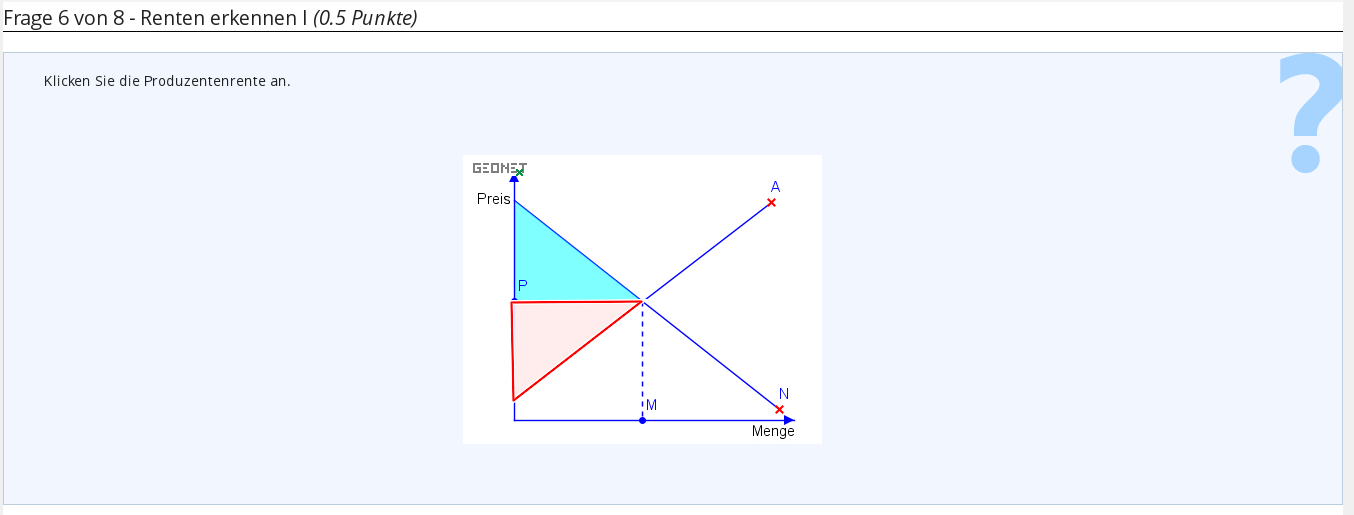 Frage 6 von 8 - Renten erkennen I (0.5 Punkte)
Klicken Sie die Produzentenrente an.
?
GEONET
Preis
A
P
N
M
Menge